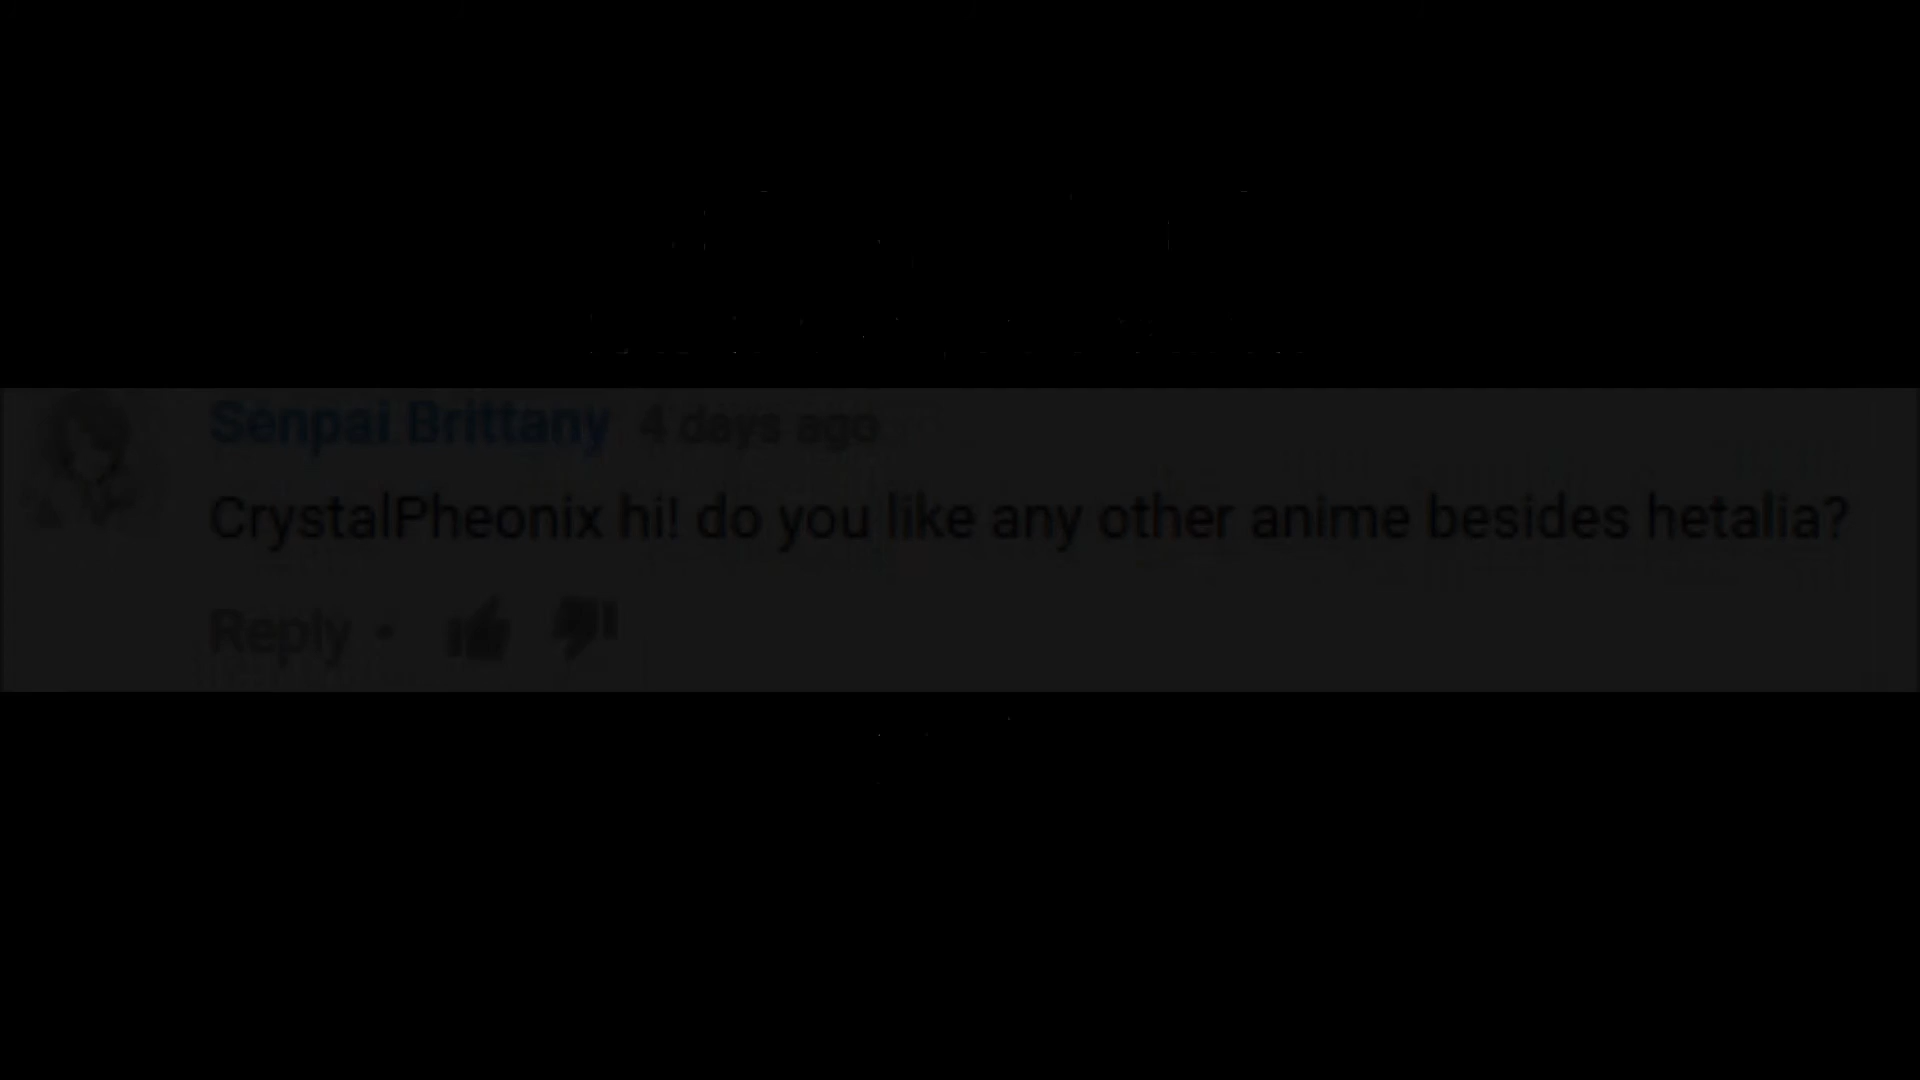 Senpai Brittany 4 days ago
CrystalPheonix hi! do you like any other anime besides hetalia?
Reply •